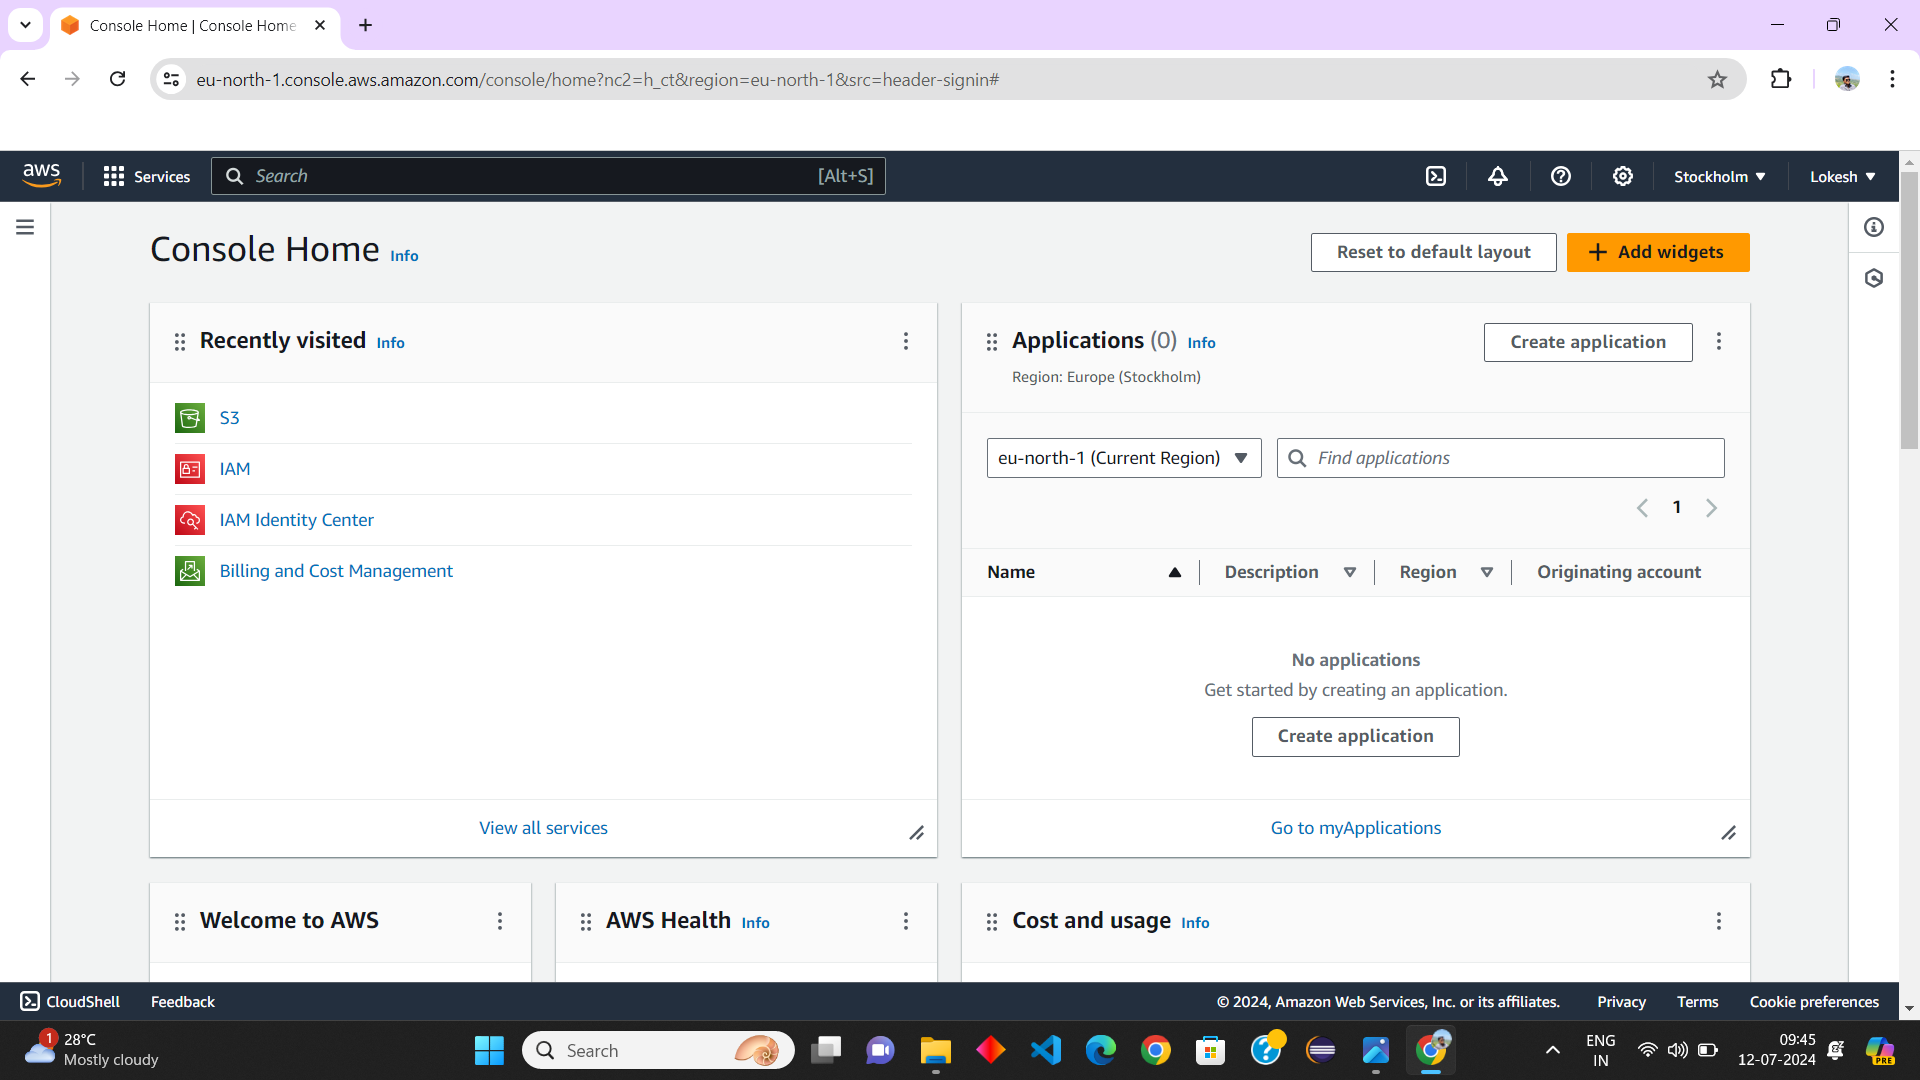 Console Home | Console Home
eu-north-1.console.aws.amazon.com/console/home?nc2=h_ct&region=eu-north-1&src=header-signin#
aws
Services
Search
[Alt+S]
Stockholm
Lokesh
Console Home Info
Reset to default layout
Add widgets
Recently visited Info
S3
IAM
IAM Identity Center
Billing and Cost Management
View all services
Applications (0) Info
Region: Europe (Stockholm)
Create application
eu-north-1 (Current Region)
Find applications
1
Name
Description
Region
Originating account
No applications
Get started by creating an application.
Create application
Go to myApplications
Welcome to AWS
AWS Health Info
Cost and usage Info
CloudShell
Feedback
© 2024, Amazon Web Services, Inc. or its affiliates.
Privacy
Terms
Cookie preferences
1
28°C
Mostly cloudy
Search
ENG
IN
09:45
12-07-2024
PRE